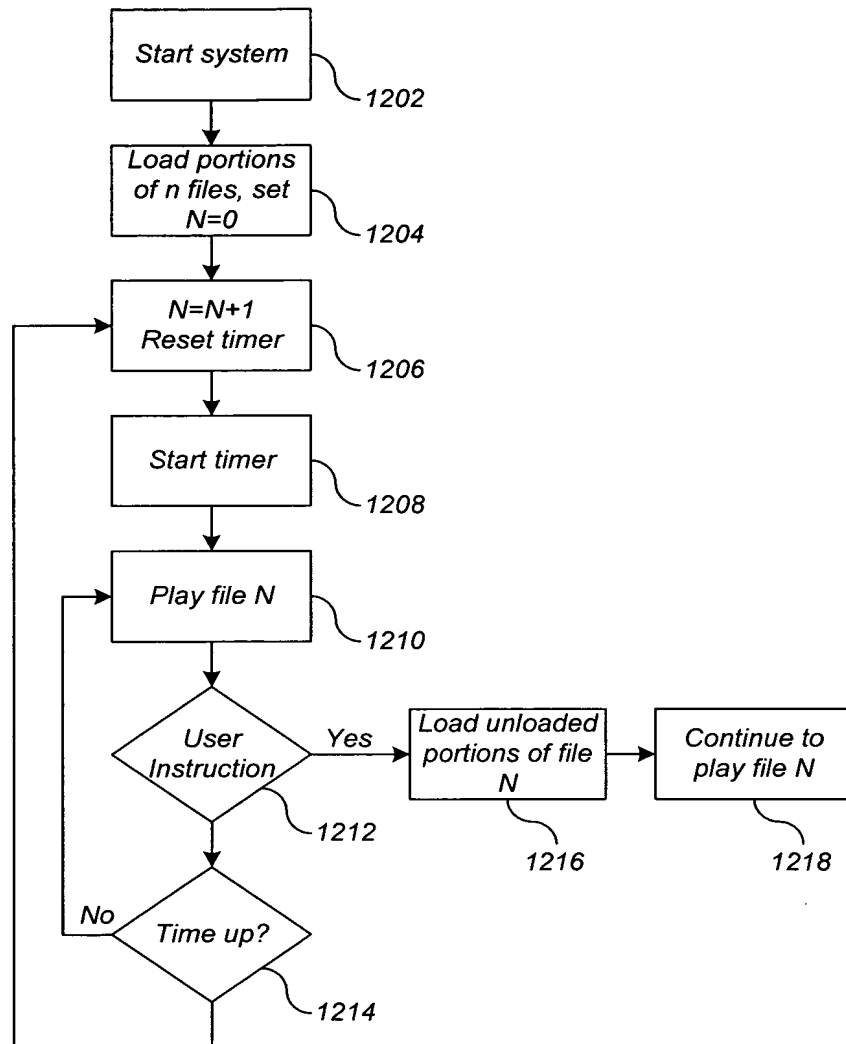 Start system
1202
Load portions
of n files, set
N=0
1204
N=N+1
Reset timer
1206
Start timer
1208
Play file N
1210
User
Instruction
Yes
1212
Load unloaded
portions of file
N
1216
Continue to
play file N
1218
No
Time up?
1214